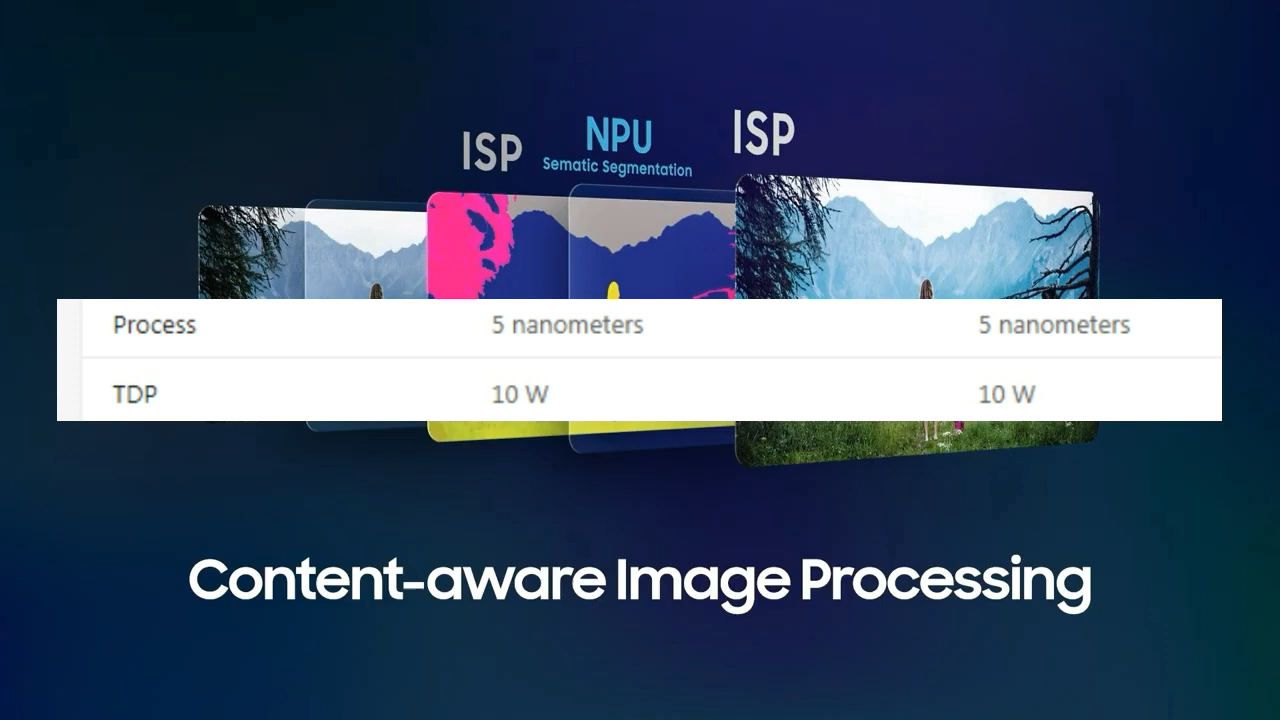 ISP
NPU
Sematic Segmentation
ISP
Process 5 nanometers 5 nanometers
TDP 10 W 10 W
Content-aware Image Processing